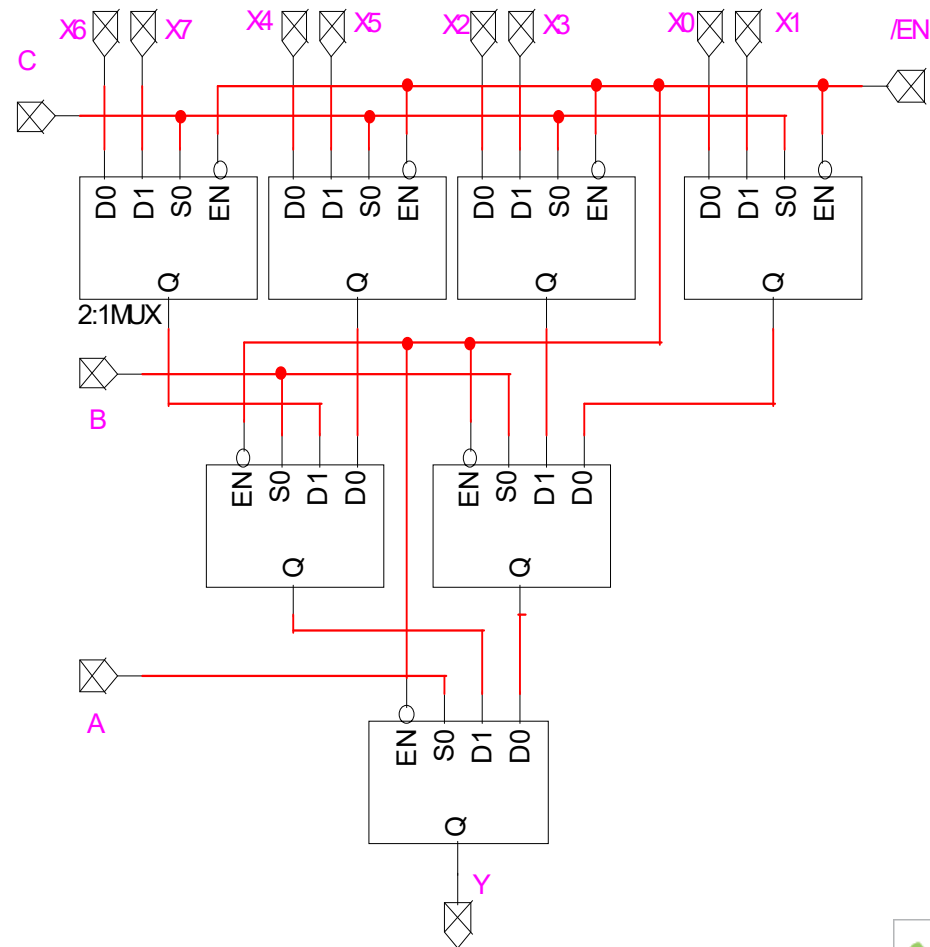 X6 X7 X4 X5 X2 X3 X0 X1 /EN
C
D0 D1 S0 EN D0 D1 S0 EN D0 D1 S0 EN D0 D1 S0 EN
Q Q Q Q
2:1MUX
B
EN S0 D1 D0 EN S0 D1 D0
Q Q
A
EN S0 D1 D0
Q
Y